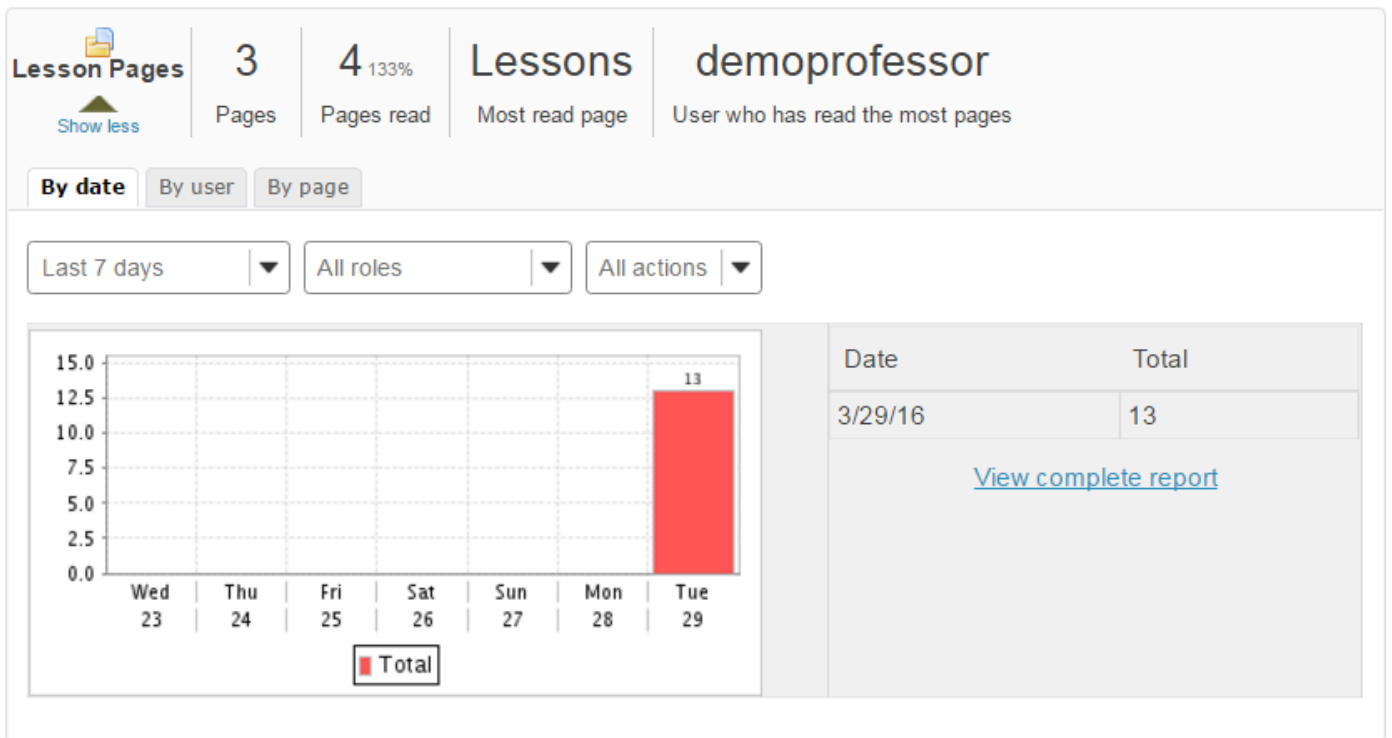 Lesson Pages
Show less
3
Pages
4 133%
Pages read
Lessons
Most read page
demoprofessor
User who has read the most pages
By date By user By page
Last 7 days All roles All actions
15.0
12.5
10.0
7.5
5.0
2.5
0.0
13
Wed Thu Fri Sat Sun Mon Tue
23 24 25 26 27 28 29
Total
Date Total
3/29/16 13
View complete report